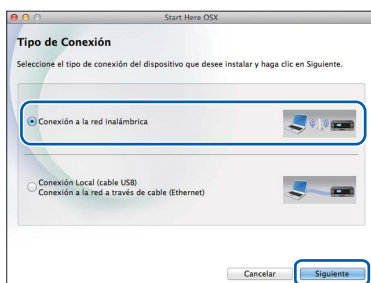 Start Here OSX
Tipo de Conexión
Seleccione el tipo de conexión del dispositivo que desee instalar y haga clic en Siguiente.
Conexión a la red inalámbrica
Conexión Local (cable USB)
Conexión a la red a través de cable (Ethernet)
Cancelar
Siguiente